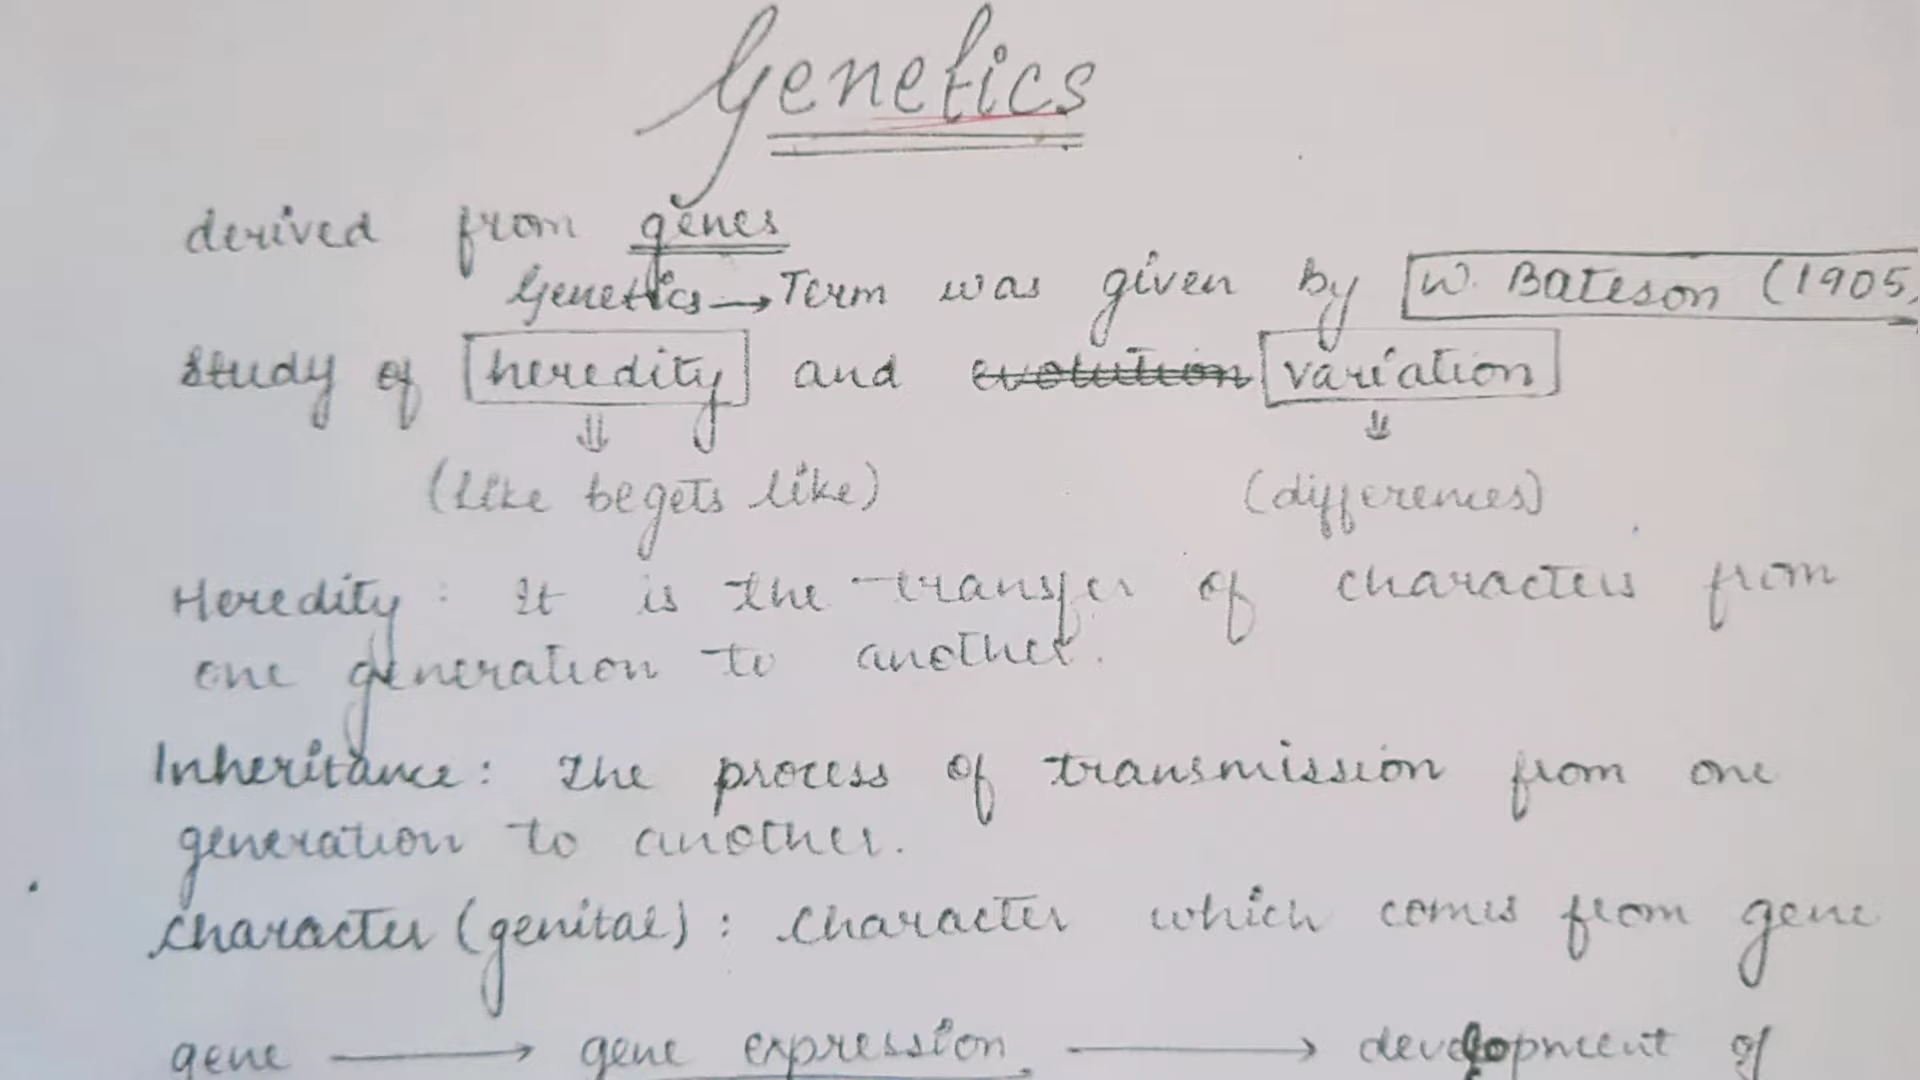 Genetics
derived from genes
Genetics → Term was given by W. Bateson (1905)
Study of heredity and evolution variation
⇓ ⇓
(Like begets like) (differences)
Heredity : It is the transfer of characters from
one generation to another.
Inheritance : The process of transmission from one
generation to another.
Character (genital) : Character which comes from gene
gene → gene expression → development of